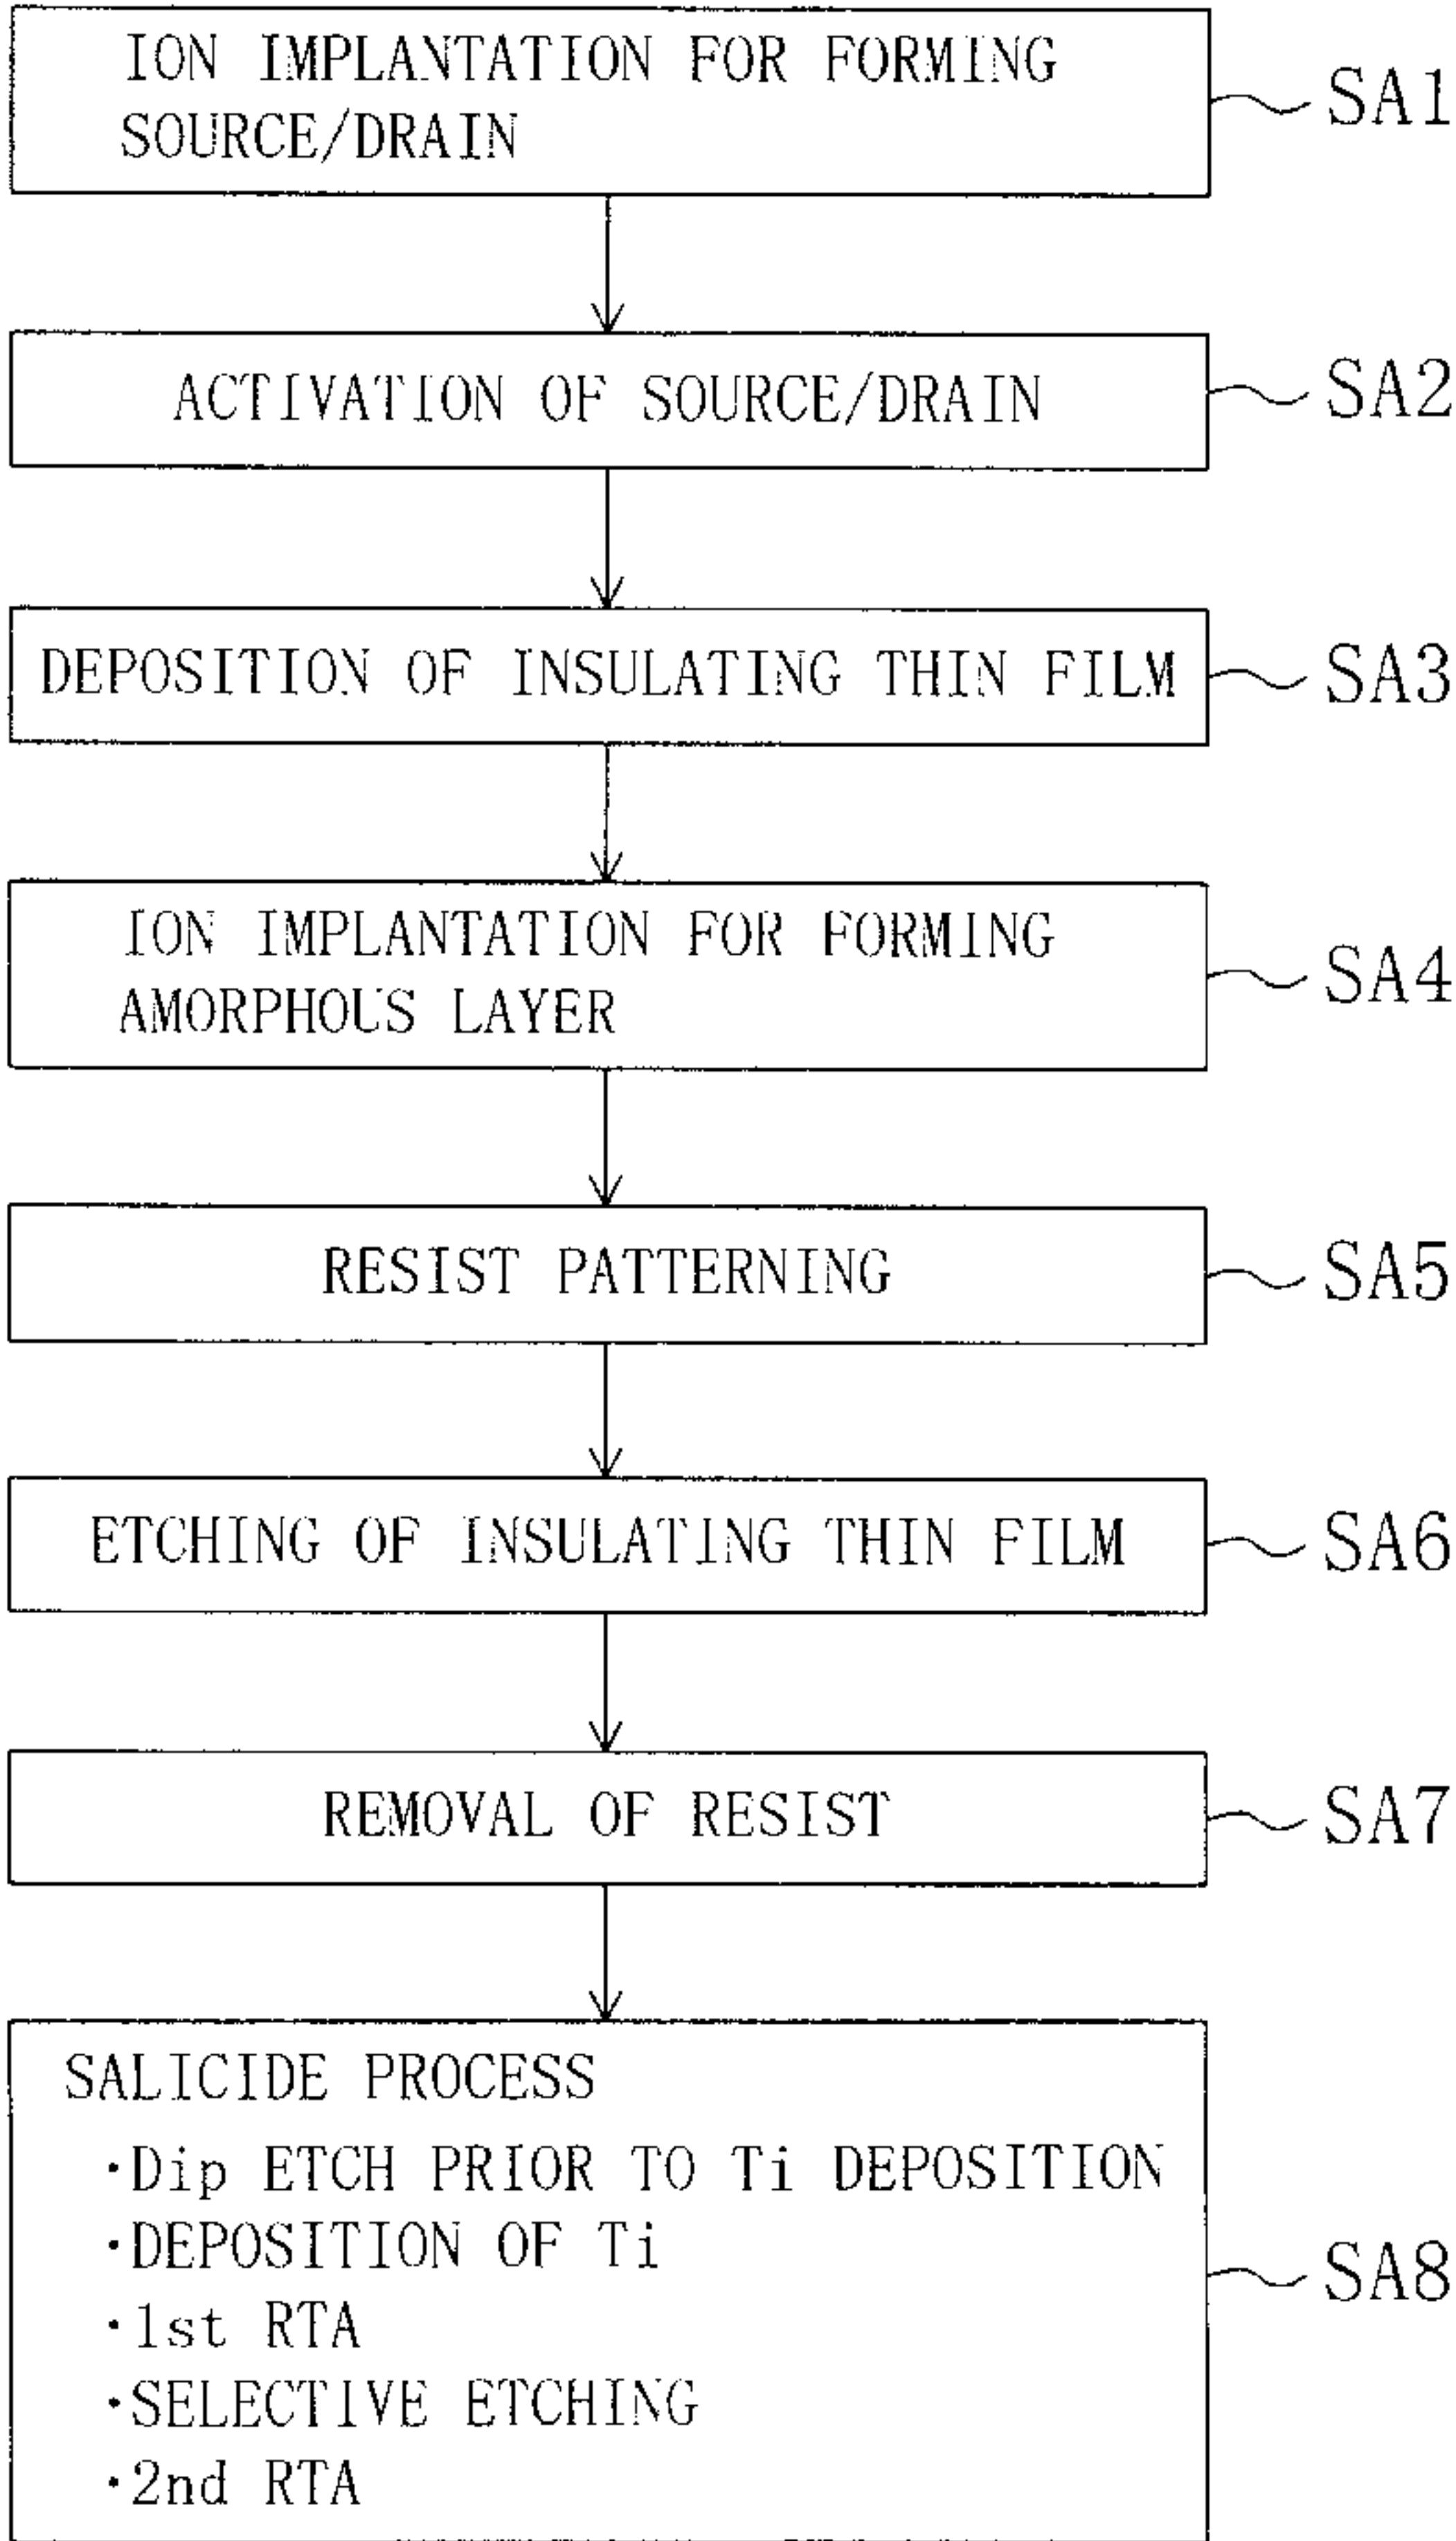 ION IMPLANTATION FOR FORMING
SOURCE/DRAIN
SA1
ACTIVATION OF SOURCE/DRAIN
SA2
DEPOSITION OF INSULATING THIN FILM
SA3
ION IMPLANTATION FOR FORMING
AMORPHOUS LAYER
SA4
RESIST PATTERNING
SA5
ETCHING OF INSULATING THIN FILM
SA6
REMOVAL OF RESIST
SA7
SALICIDE PROCESS
・Dip ETCH PRIOR TO Ti DEPOSITION
・DEPOSITION OF Ti
・1st RTA
・SELECTIVE ETCHING
・2nd RTA
SA8